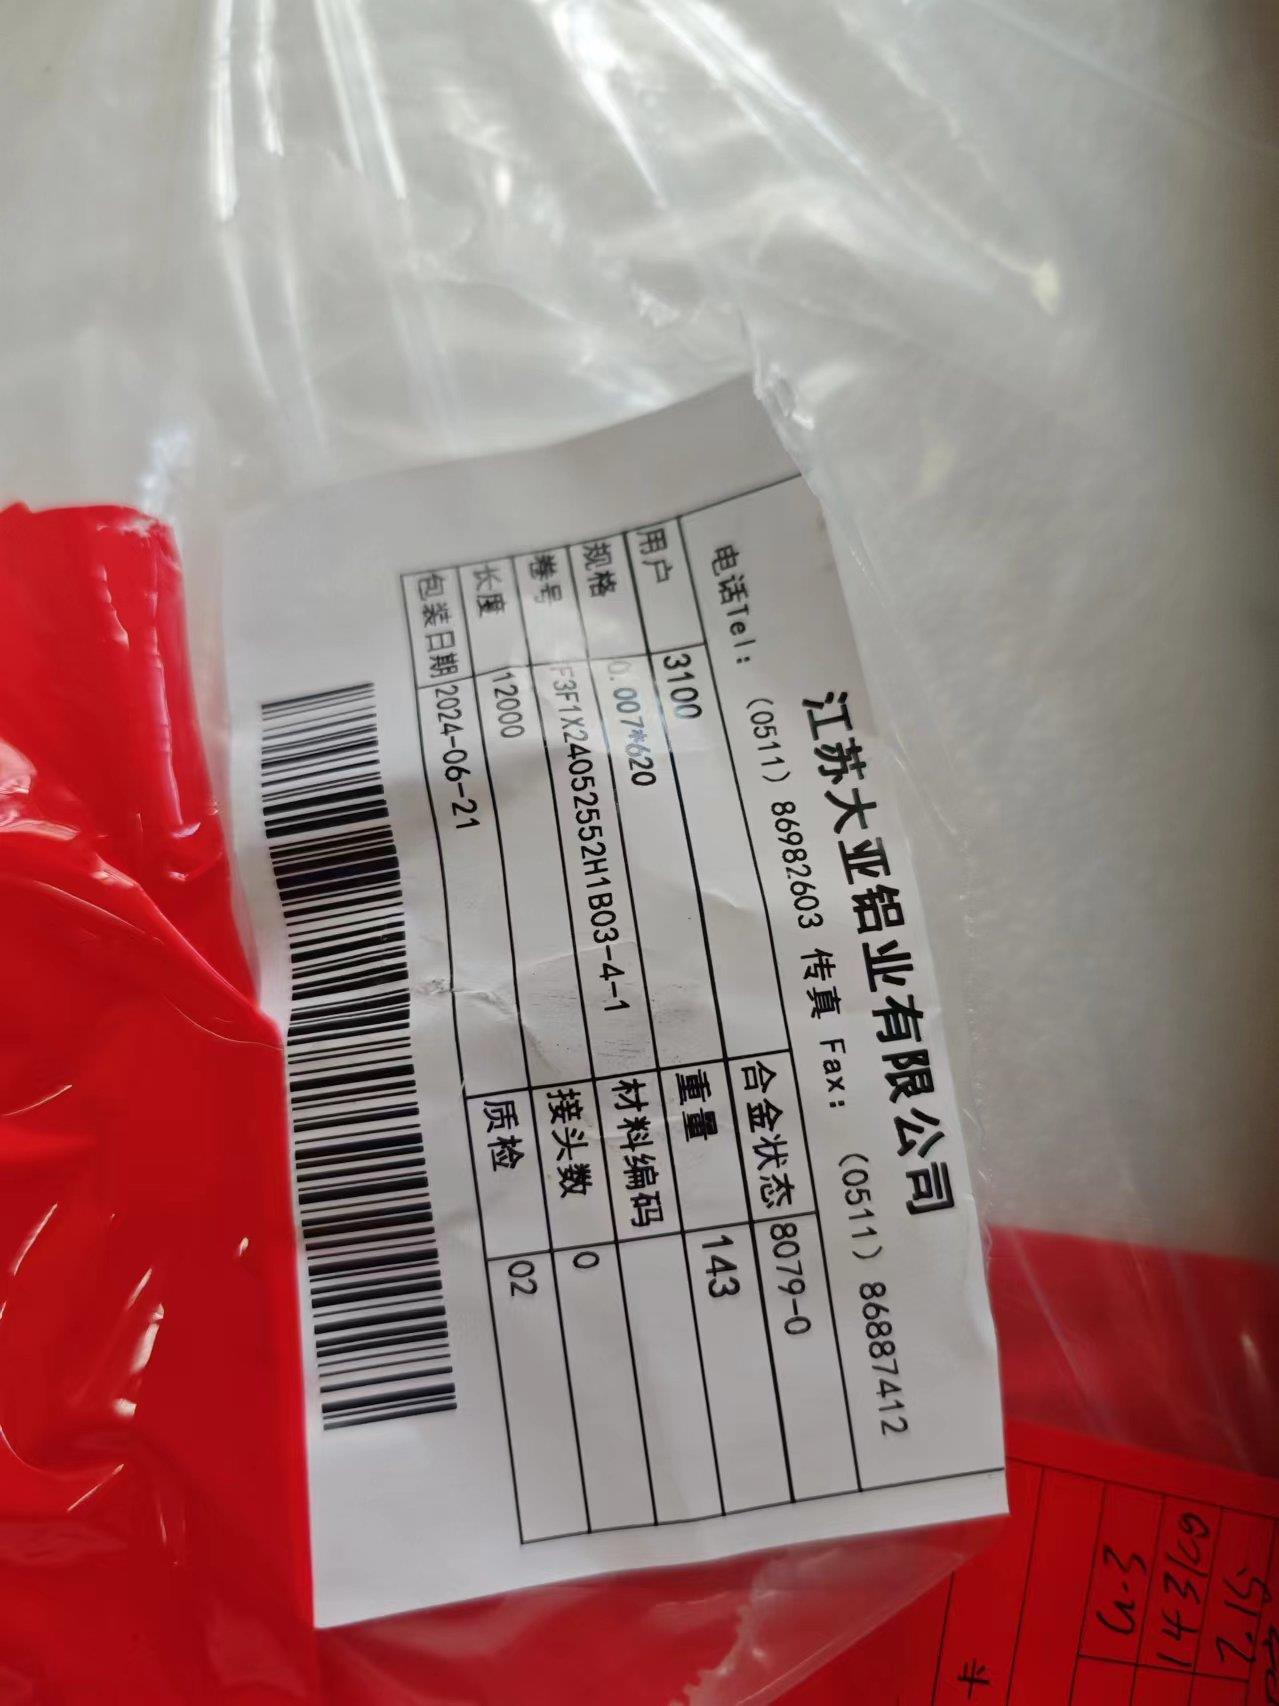 江苏大亚铝业有限公司
电话Tel: (0511) 86982603 传真 Fax: (0511) 86887412
用户 3100 合金状态 8079-0
规格 0.007*620 重量 143
卷号 F3F1X24052552H1B03-4-1 材料编码
长度 12000 接头数 0
包装日期 2024-06-21 质检 02
卡
143kg